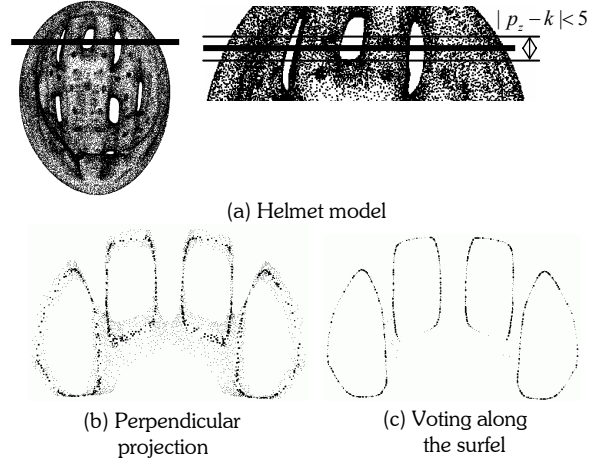 | p_z − k | < 5
(a) Helmet model
(b) Perpendicular
projection
(c) Voting along
the surfel